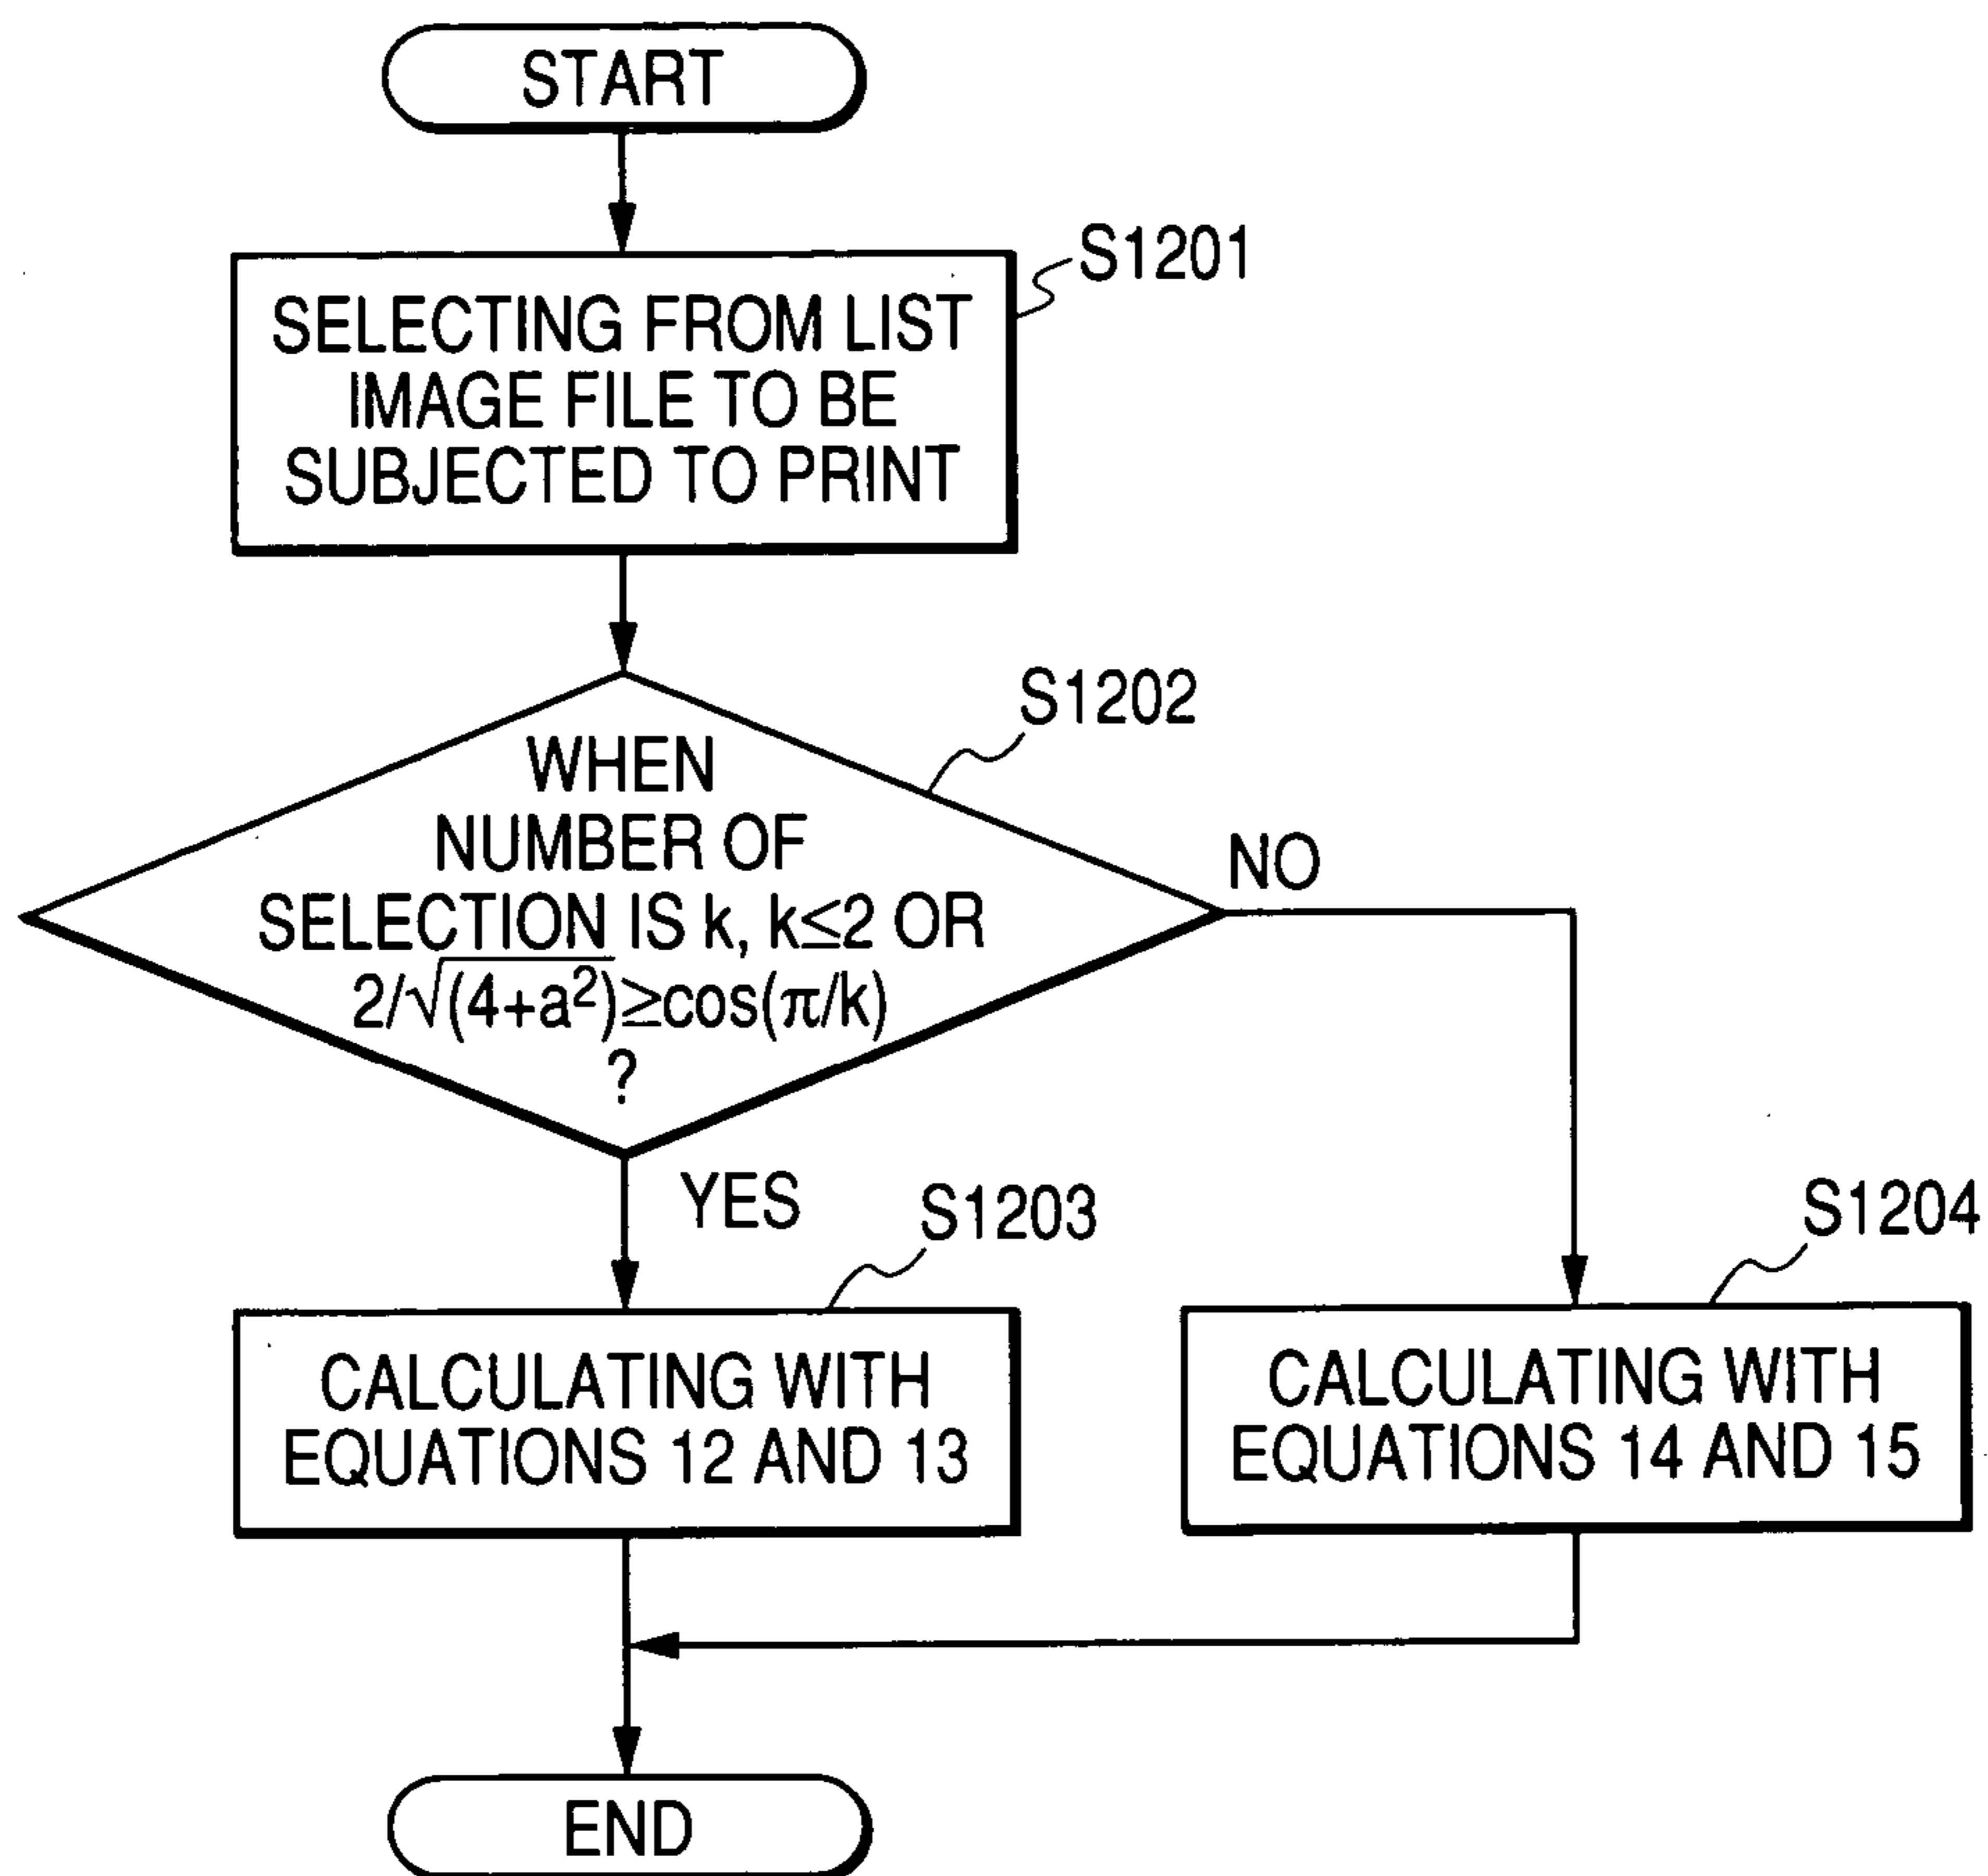 START
S1201
SELECTING FROM LIST
IMAGE FILE TO BE
SUBJECTED TO PRINT
S1202
WHEN
NUMBER OF
SELECTION IS k, k≤2 OR
2/√(4+a²)≥cos(π/k)
?
NO
YES
S1203
S1204
CALCULATING WITH
EQUATIONS 12 AND 13
CALCULATING WITH
EQUATIONS 14 AND 15
END